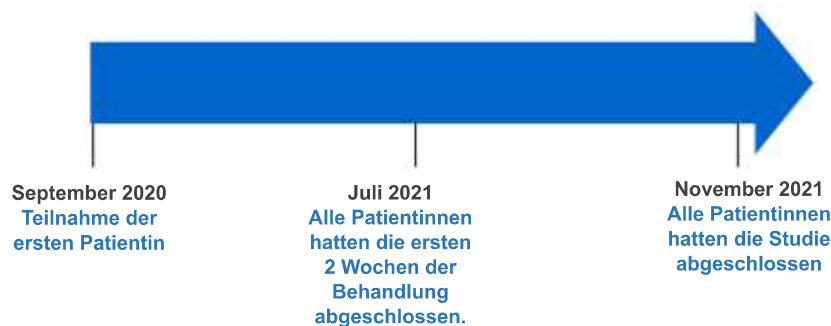 September 2020
Teilnahme der
ersten Patientin
Juli 2021
Alle Patientinnen
hatten die ersten
2 Wochen der
Behandlung
abgeschlossen.
November 2021
Alle Patientinnen
hatten die Studie
abgeschlossen